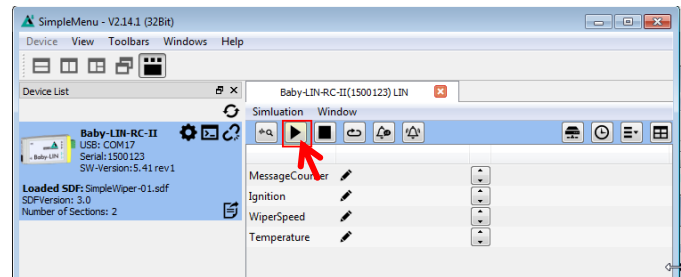 SimpleMenu - V2.14.1 (32Bit)
Device View Toolbars Windows Help
Device List
Baby-LIN-RC-II(1500123) LIN
Simluation Window
Baby-LIN-RC-II
USB: COM17
Serial:1500123
SW-Version:5.41 rev1
Baby-LIN
Loaded SDF: SimpleWiper-01.sdf
SDFVersion: 3.0
Number of Sections: 2
MessageCounter
Ignition
WiperSpeed
Temperature